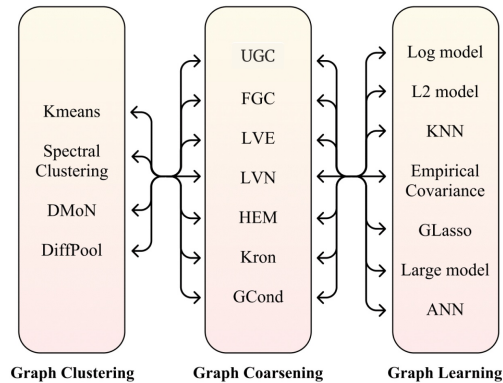 Kmeans
Spectral
Clustering
DMoN
DiffPool
Graph Clustering
UGC
FGC
LVE
LVN
HEM
Kron
GCond
Graph Coarsening
Log model
L2 model
KNN
Empirical
Covariance
GLasso
Large model
ANN
Graph Learning